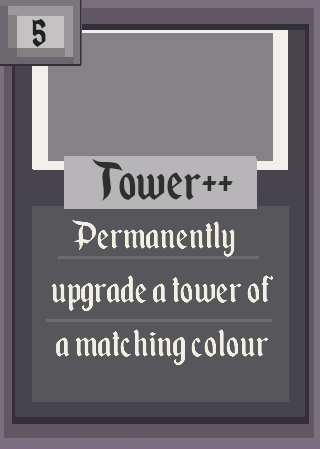 5
Tower++
Permanently
upgrade a tower of
a matching colour